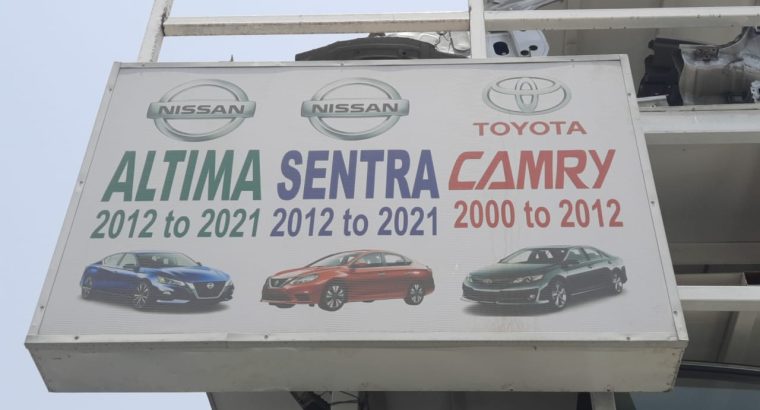 NISSAN
ALTIMA
2012 to 2021
NISSAN
SENTRA
2012 to 2021
TOYOTA
CAMRY
2000 to 2012